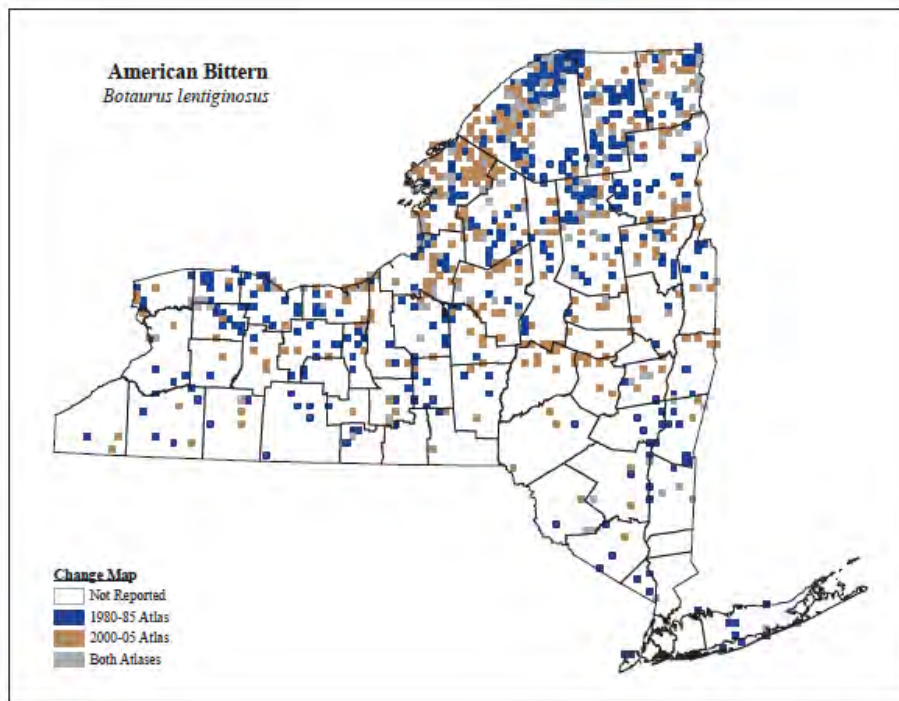 American Bittern
Botaurus lentiginosus
Change Map
Not Reported
1980-85 Atlas
2000-05 Atlas
Both Atlases